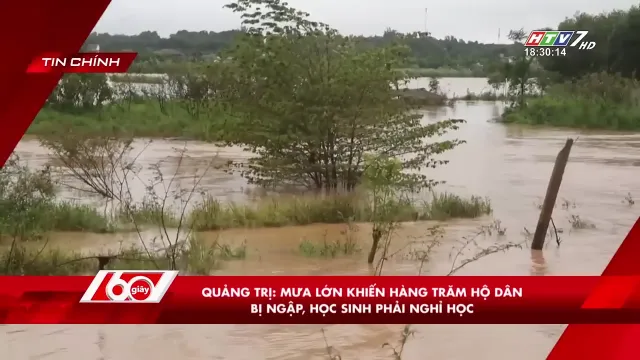 TIN CHÍNH
HTV7 HD
18:30:14
60 giây
QUẢNG TRỊ: MƯA LỚN KHIẾN HÀNG TRĂM HỘ DÂN
BỊ NGẬP, HỌC SINH PHẢI NGHỈ HỌC